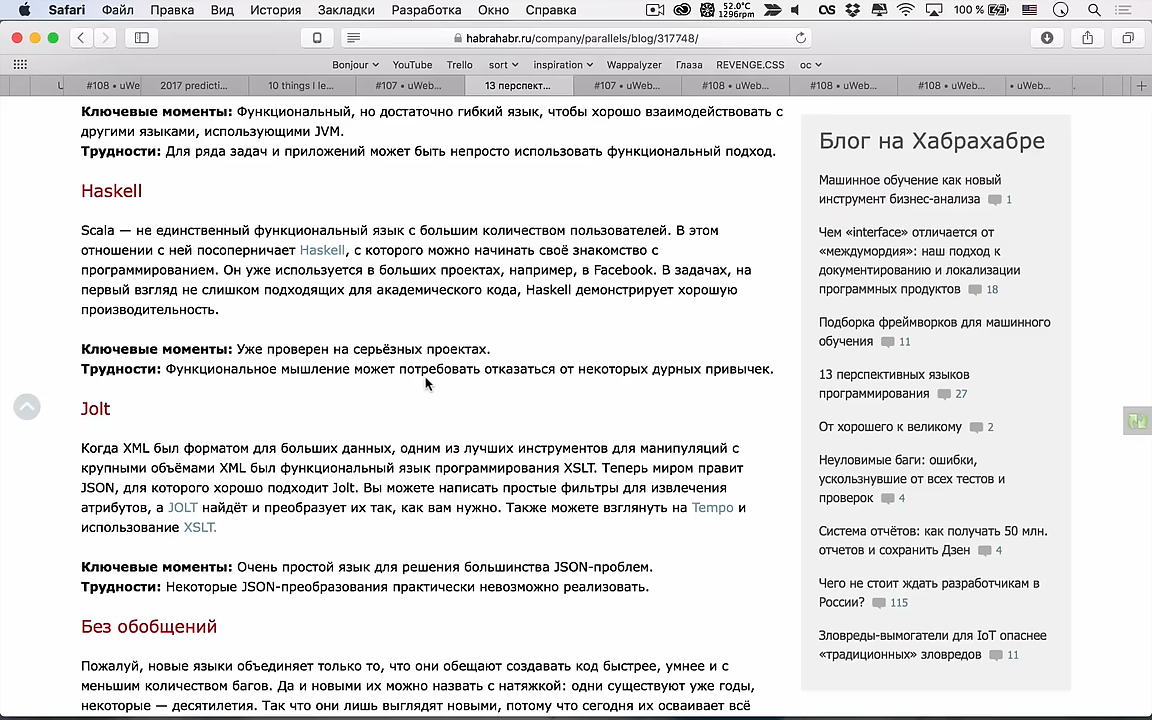 Safari Файл Правка Вид История Закладки Разработка Окно Справка 52.0°C 1296rpm 100 %
habrahabr.ru/company/parallels/blog/317748/
Bonjour YouTube Trello sort inspiration Wappalyzer Глаза REVENGE.CSS ос
#108 • uWe 2017 predicti... 10 things I le... #107 • uWeb... 13 перспект... #107 • uWeb... #108 • uWeb... #108 • uWeb... #108 • uWeb... • uWeb...
Ключевые моменты: Функциональный, но достаточно гибкий язык, чтобы хорошо взаимодействовать с
другими языками, использующими JVM.
Трудности: Для ряда задач и приложений может быть непросто использовать функциональный подход.
Haskell
Scala — не единственный функциональный язык с большим количеством пользователей. В этом
отношении с ней посоперничает Haskell, с которого можно начинать своё знакомство с
программированием. Он уже используется в больших проектах, например, в Facebook. В задачах, на
первый взгляд не слишком подходящих для академического кода, Haskell демонстрирует хорошую
производительность.
Ключевые моменты: Уже проверен на серьёзных проектах.
Трудности: Функциональное мышление может потребовать отказаться от некоторых дурных привычек.
Jolt
Когда XML был форматом для больших данных, одним из лучших инструментов для манипуляций с
крупными объёмами XML был функциональный язык программирования XSLT. Теперь миром правит
JSON, для которого хорошо подходит Jolt. Вы можете написать простые фильтры для извлечения
атрибутов, а JOLT найдёт и преобразует их так, как вам нужно. Также можете взглянуть на Tempo и
использование XSLT.
Ключевые моменты: Очень простой язык для решения большинства JSON-проблем.
Трудности: Некоторые JSON-преобразования практически невозможно реализовать.
Без обобщений
Пожалуй, новые языки объединяет только то, что они обещают создавать код быстрее, умнее и с
меньшим количеством багов. Да и новыми их можно назвать с натяжкой: одни существуют уже годы,
некоторые — десятилетия. Так что они лишь выглядят новыми, потому что сегодня их осваивает всё
Блог на Хабрахабре
Машинное обучение как новый
инструмент бизнес-анализа 1
Чем «interface» отличается от
«междумордия»: наш подход к
документированию и локализации
программных продуктов 18
Подборка фреймворков для машинного
обучения 11
13 перспективных языков
программирования 27
От хорошего к великому 2
Неуловимые баги: ошибки,
ускользнувшие от всех тестов и
проверок 4
Система отчётов: как получать 50 млн.
отчетов и сохранить Дзен 4
Чего не стоит ждать разработчикам в
России? 115
Зловреды-вымогатели для IoT опаснее
«традиционных» зловредов 11